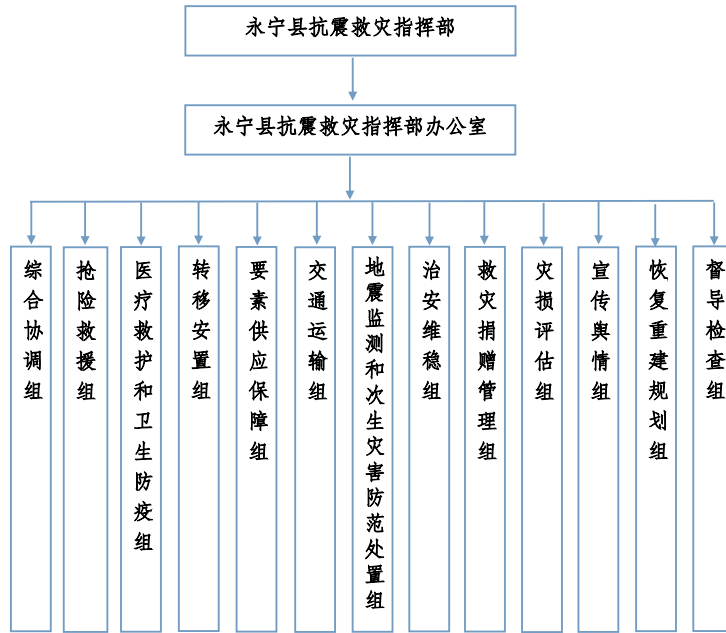 永宁县抗震救灾指挥部
永宁县抗震救灾指挥部办公室
综合协调组
抢险救援组
医疗救护和卫生防疫组
转移安置组
要素供应保障组
交通运输组
地震监测和次生灾害防范处置组
治安维稳组
救灾捐赠管理组
灾损评估组
宣传舆情组
恢复重建规划组
督导检查组